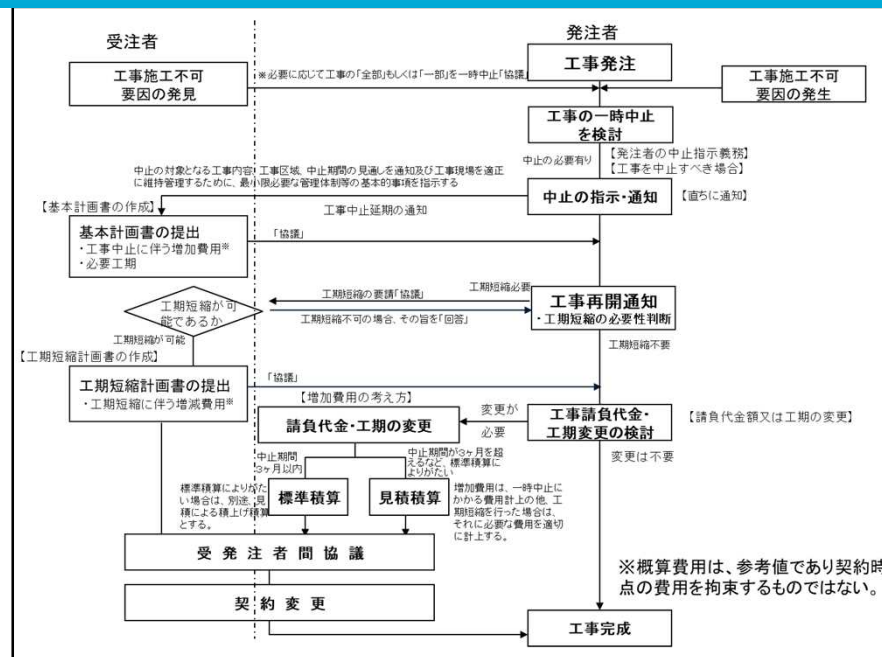 受注者
発注者
工事発注
工事施工不可
要因の発見
※必要に応じて工事の「全部」もしくは「一部」を一時中止「協議」
工事施工不可
要因の発生
工事の一時中止
を検討
中止の必要有り
【発注者の中止指示義務】
【工事を中止すべき場合】
中止の対象となる工事内容、工事区域、中止期間の見通しを通知及び工事現場を適正
に維持管理するために、最小限必要な管理体制等の基本的事項を指示する
中止の指示・通知
【直ちに通知】
【基本計画書の作成】
工事中止延期の通知
基本計画書の提出
・工事中止に伴う増加費用※
・必要工期
「協議」
工期短縮が可
能であるか
工期短縮の要請「協議」
工期短縮必要
工期短縮不可の場合、その旨を「回答」
工事再開通知
・工期短縮の必要性判断
工期短縮が可能
工期短縮不要
【工期短縮計画書の作成】
工期短縮計画書の提出
・工期短縮に伴う増減費用※
「協議」
【増加費用の考え方】
請負代金・工期の変更
変更が
必要
工事請負代金・
工期変更の検討
【請負代金額又は工期の変更】
変更は不要
中止期間
3ヶ月以内
中止期間が3ヶ月を超
えるなど、標準積算に
よりがたい
標準積算によりがた
い場合は、別途、見
積による積上げ積算
とする。
標準積算
見積積算
増加費用は、一時中止に
かかる費用計上の他、工
期短縮を行った場合は、
それに必要な費用を適切
に計上する。
受発注者間協議
契約変更
※概算費用は、参考値であり契約時
点の費用を拘束するものではない。
工事完成